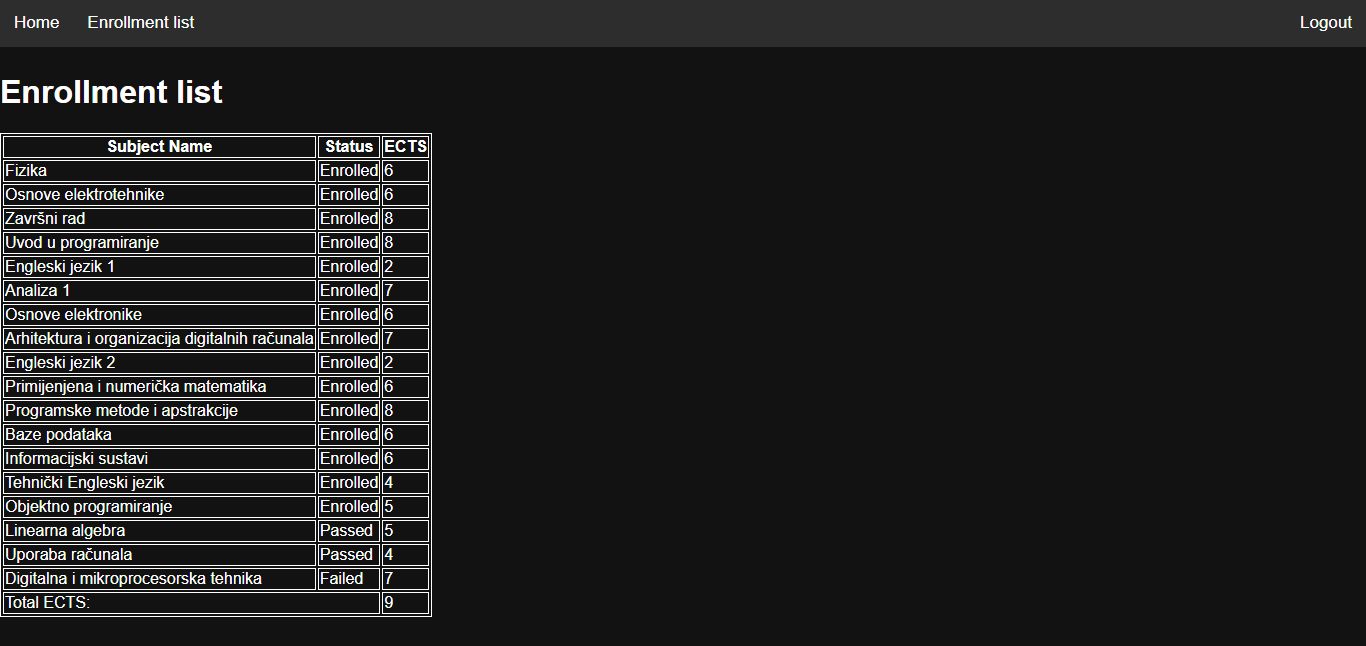 Home Enrollment list Logout
Enrollment list
Subject Name Status ECTS
Fizika Enrolled 6
Osnove elektrotehnike Enrolled 6
Završni rad Enrolled 8
Uvod u programiranje Enrolled 8
Engleski jezik 1 Enrolled 2
Analiza 1 Enrolled 7
Osnove elektronike Enrolled 6
Arhitektura i organizacija digitalnih računala Enrolled 7
Engleski jezik 2 Enrolled 2
Primijenjena i numerička matematika Enrolled 6
Programske metode i apstrakcije Enrolled 8
Baze podataka Enrolled 6
Informacijski sustavi Enrolled 6
Tehnički Engleski jezik Enrolled 4
Objektno programiranje Enrolled 5
Linearna algebra Passed 5
Uporaba računala Passed 4
Digitalna i mikroprocesorska tehnika Failed 7
Total ECTS: 9